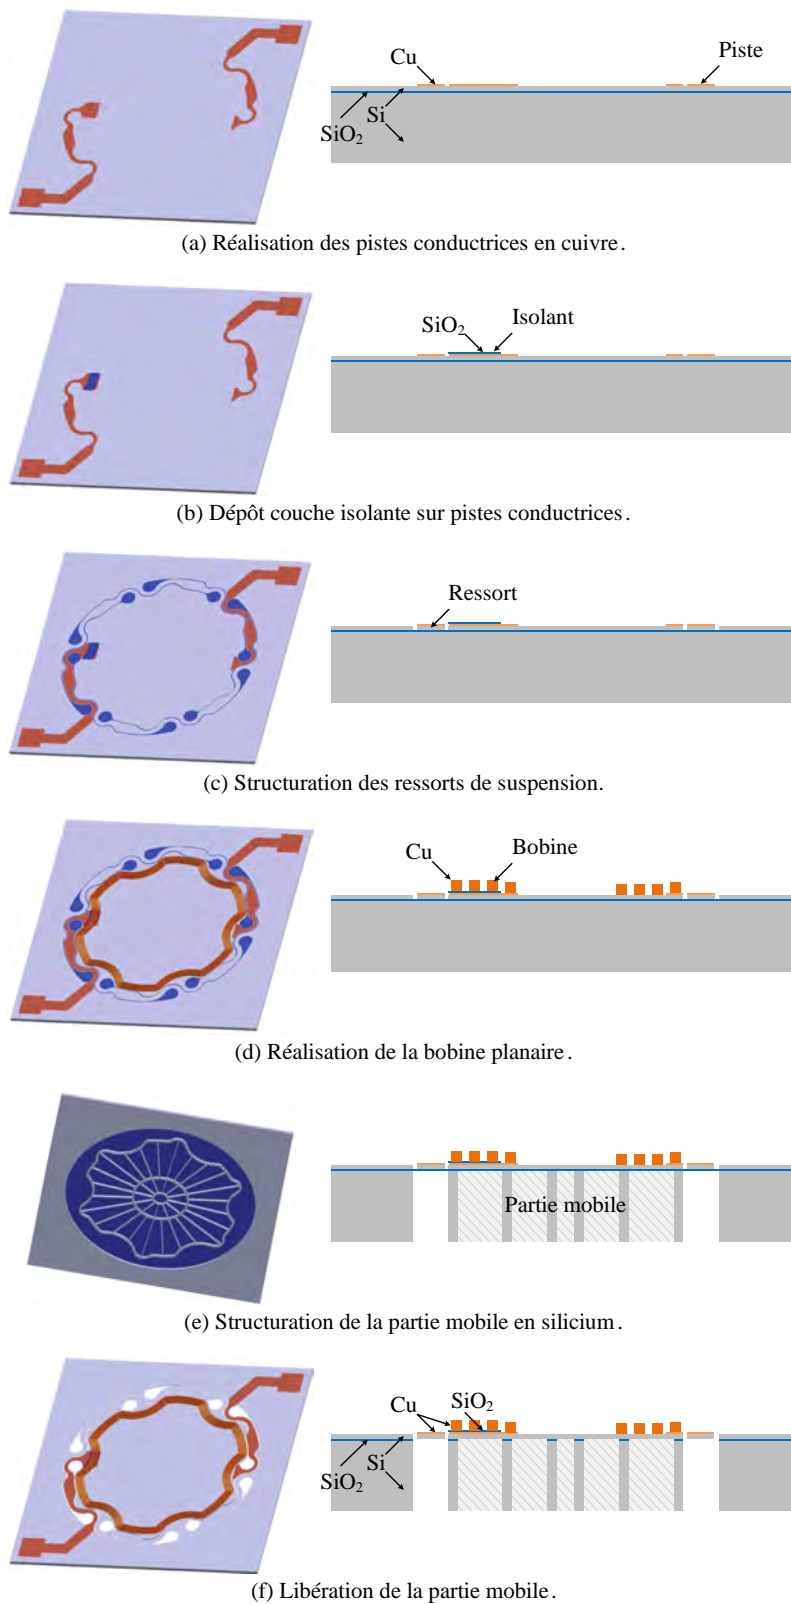 Cu
Piste
SiO2
Si
(a) Réalisation des pistes conductrices en cuivre.
SiO2
Isolant
(b) Dépôt couche isolante sur pistes conductrices.
Ressort
(c) Structuration des ressorts de suspension.
Cu
Bobine
(d) Réalisation de la bobine planaire.
Partie mobile
(e) Structuration de la partie mobile en silicium.
Cu
SiO2
Si
SiO2
(f) Libération de la partie mobile.